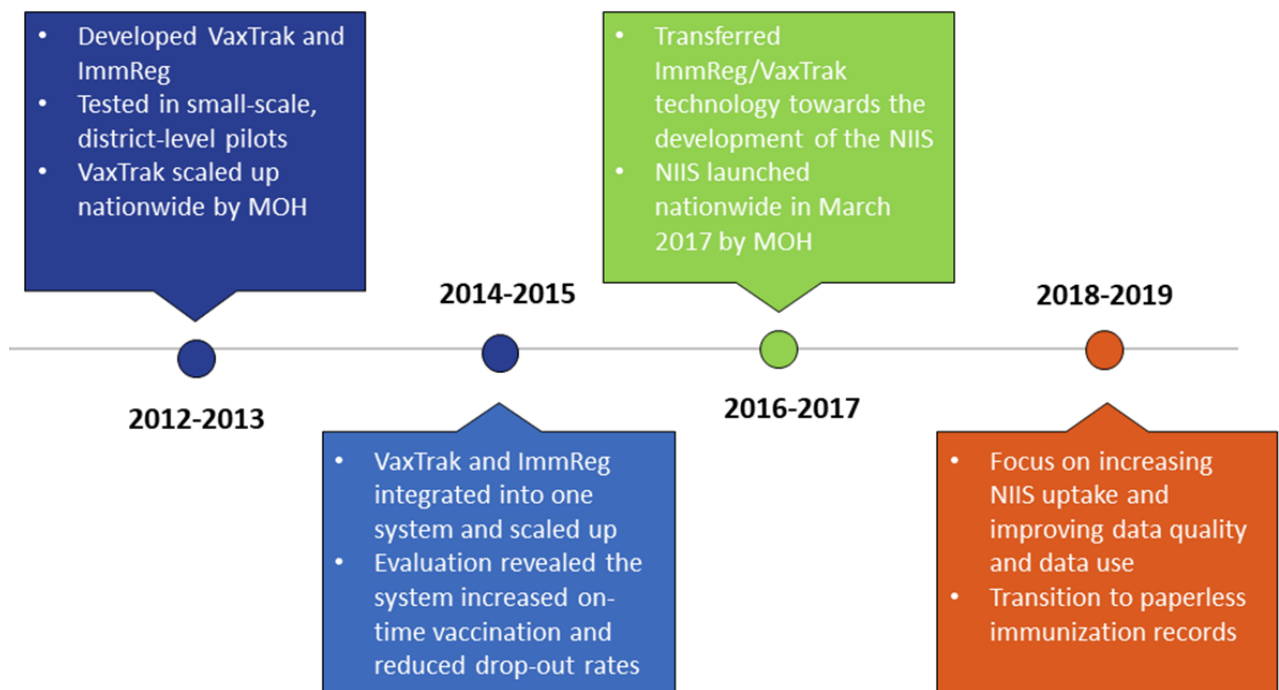 • Developed VaxTrak and
ImmReg
• Tested in small-scale,
district-level pilots
• VaxTrak scaled up
nationwide by MOH
2012-2013
2014-2015
• VaxTrak and ImmReg
integrated into one
system and scaled up
• Evaluation revealed the
system increased on-
time vaccination and
reduced drop-out rates
• Transferred
ImmReg/VaxTrak
technology towards the
development of the NIIS
• NIIS launched
nationwide in March
2017 by MOH
2016-2017
2018-2019
• Focus on increasing
NIIS uptake and
improving data quality
and data use
• Transition to paperless
immunization records